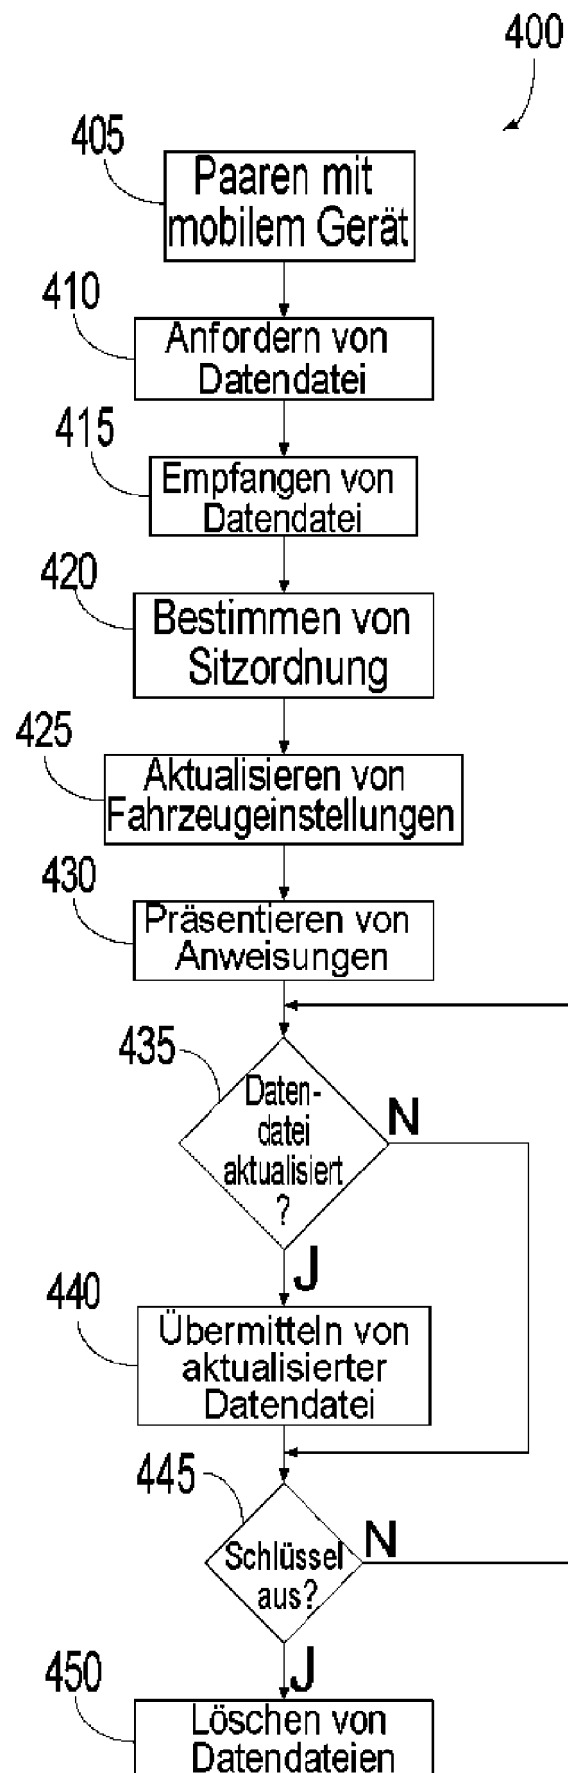 400
405
Paaren mit
mobilem Gerät
410
Anfordern von
Datendatei
415
Empfangen von
Datendatei
420
Bestimmen von
Sitzordnung
425
Aktualisieren von
Fahrzeugeinstellungen
430
Präsentieren von
Anweisungen
435
Daten-
datei
aktualisiert
?
N
J
440
Übermitteln von
aktualisierter
Datendatei
445
Schlüssel
aus?
N
J
450
Löschen von
Datendateien